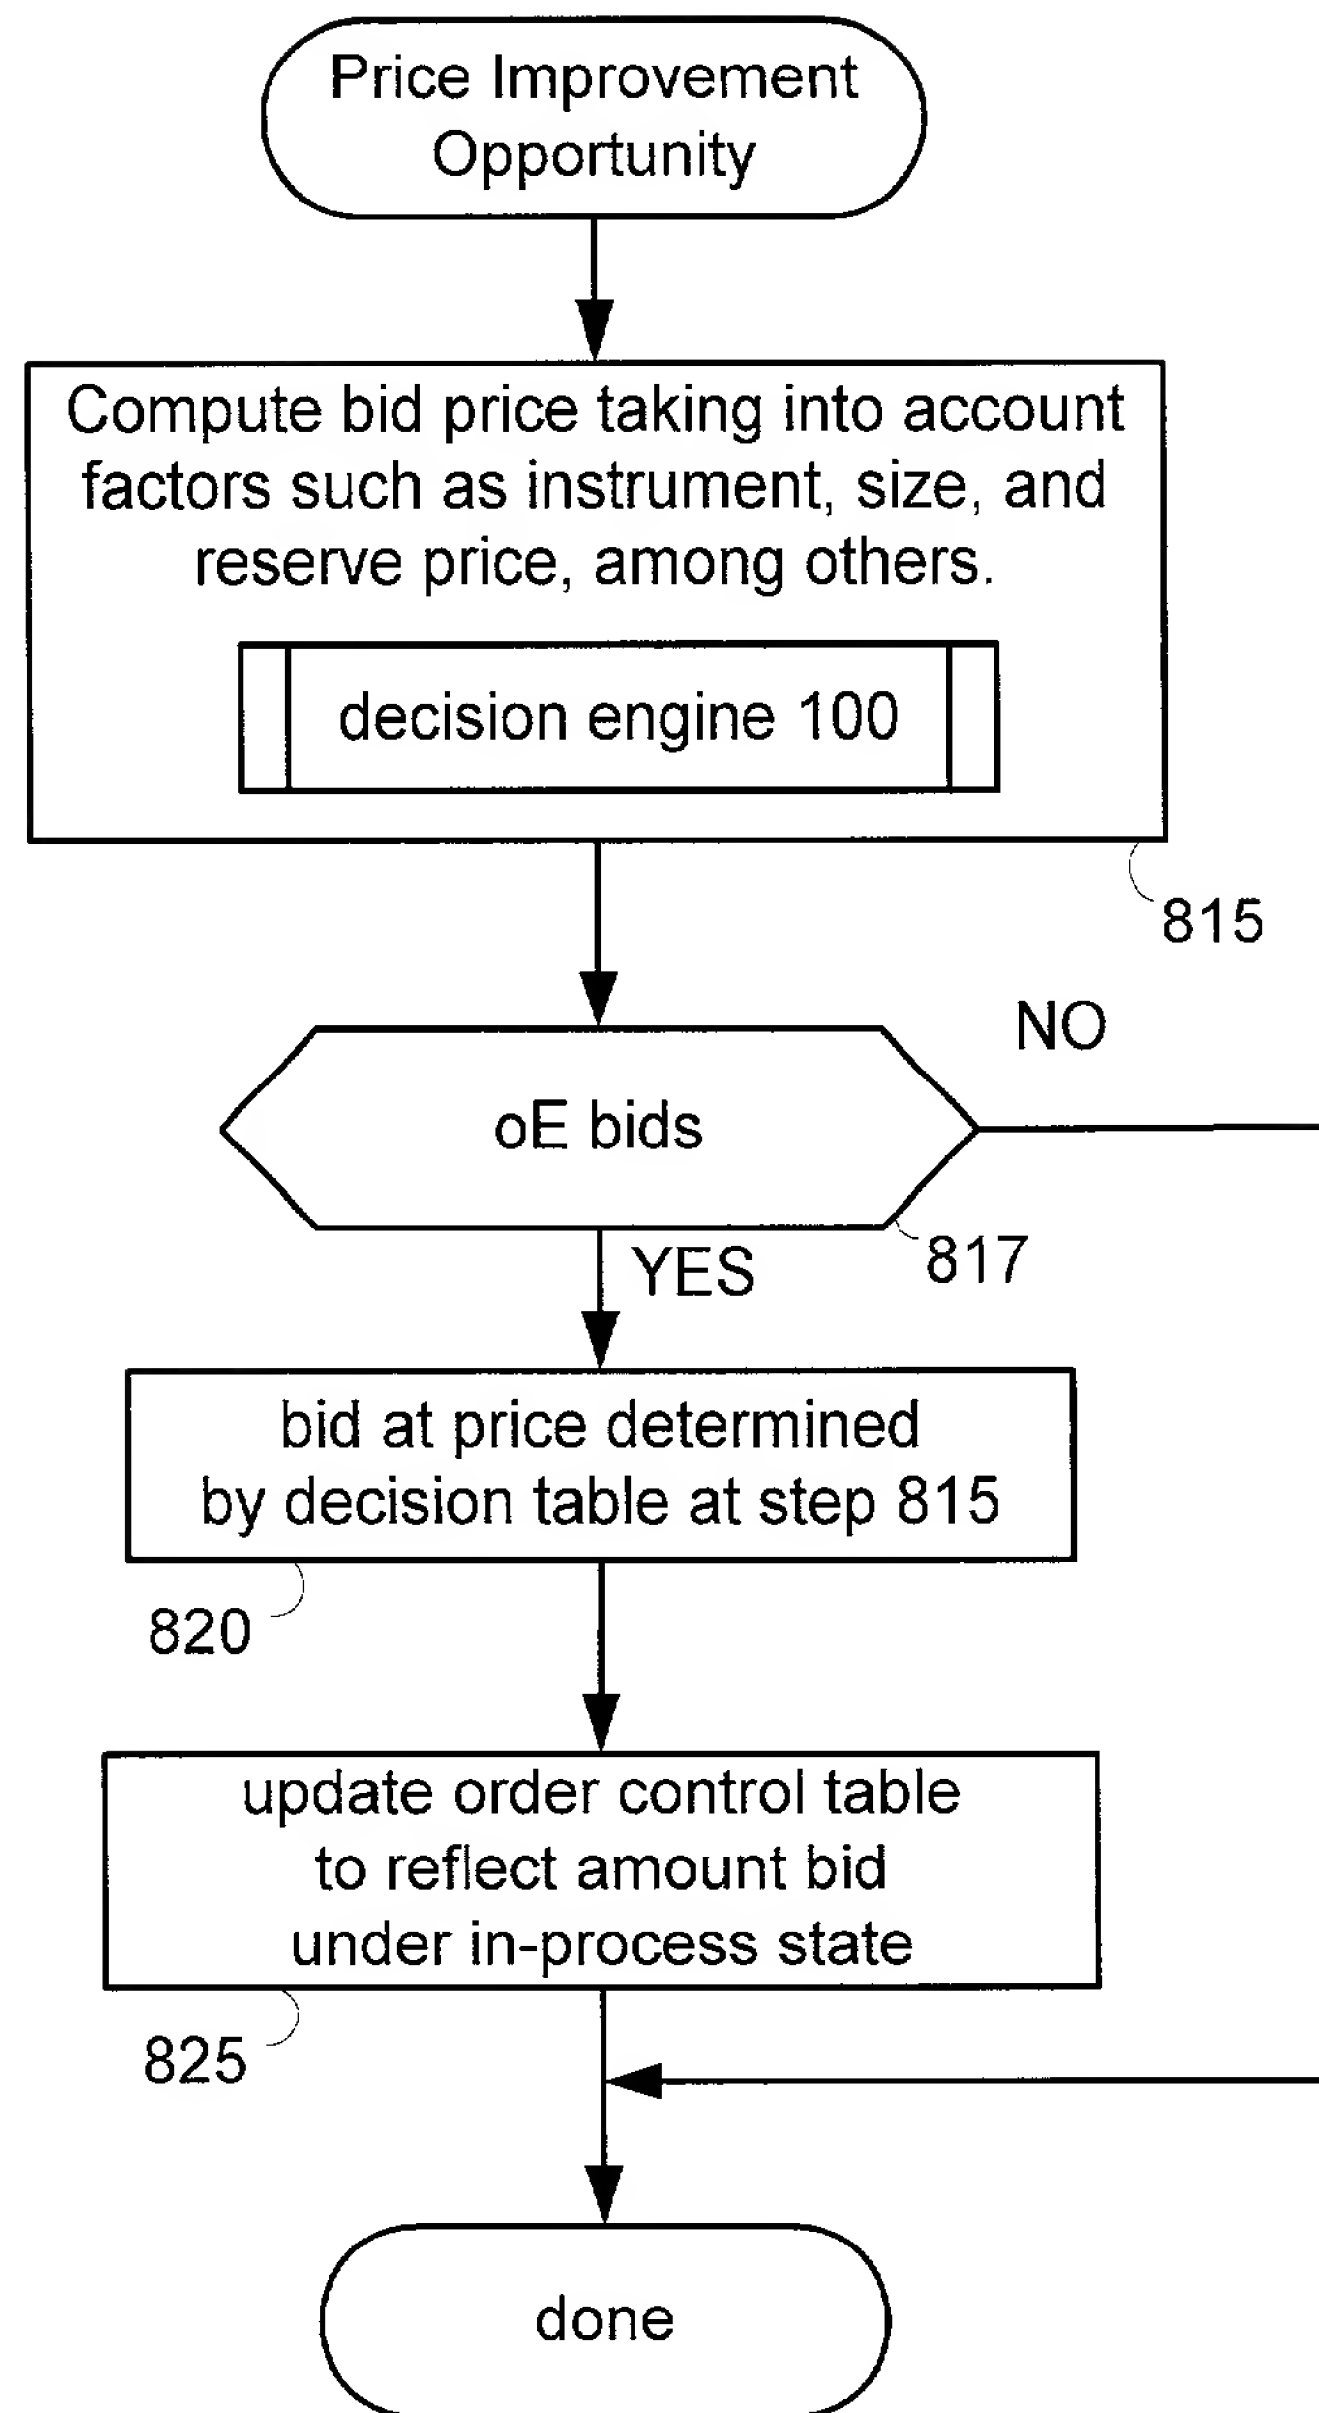 Price Improvement
Opportunity
Compute bid price taking into account
factors such as instrument, size, and
reserve price, among others.
decision engine 100
815
NO
oE bids
817
YES
bid at price determined
by decision table at step 815
820
update order control table
to reflect amount bid
under in-process state
825
done